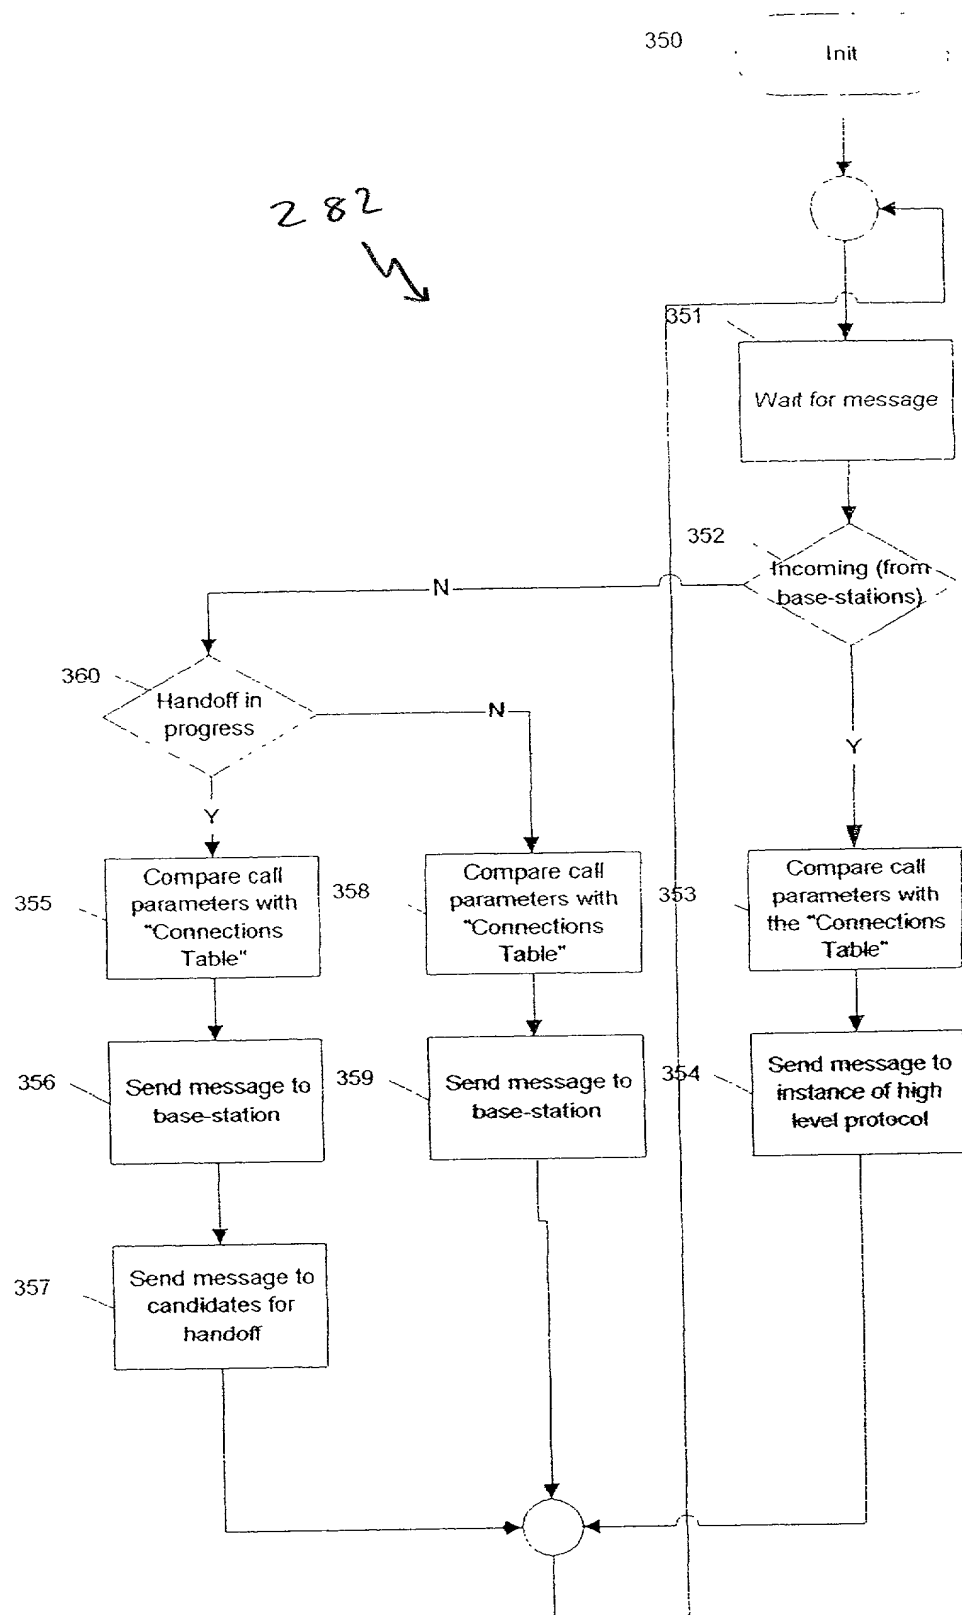 350
Init
282
351
Wait for message
352
Incoming (from
base-stations)
N
360
Handoff in
progress
N
Y
Y
355
Compare call
parameters with
"Connections
Table"
358
Compare call
parameters with
"Connections
Table"
353
Compare call
parameters with
the "Connections
Table"
356
Send message to
base-station
359
Send message to
base-station
354
Send message to
instance of high
level protocol
357
Send message to
candidates for
handoff